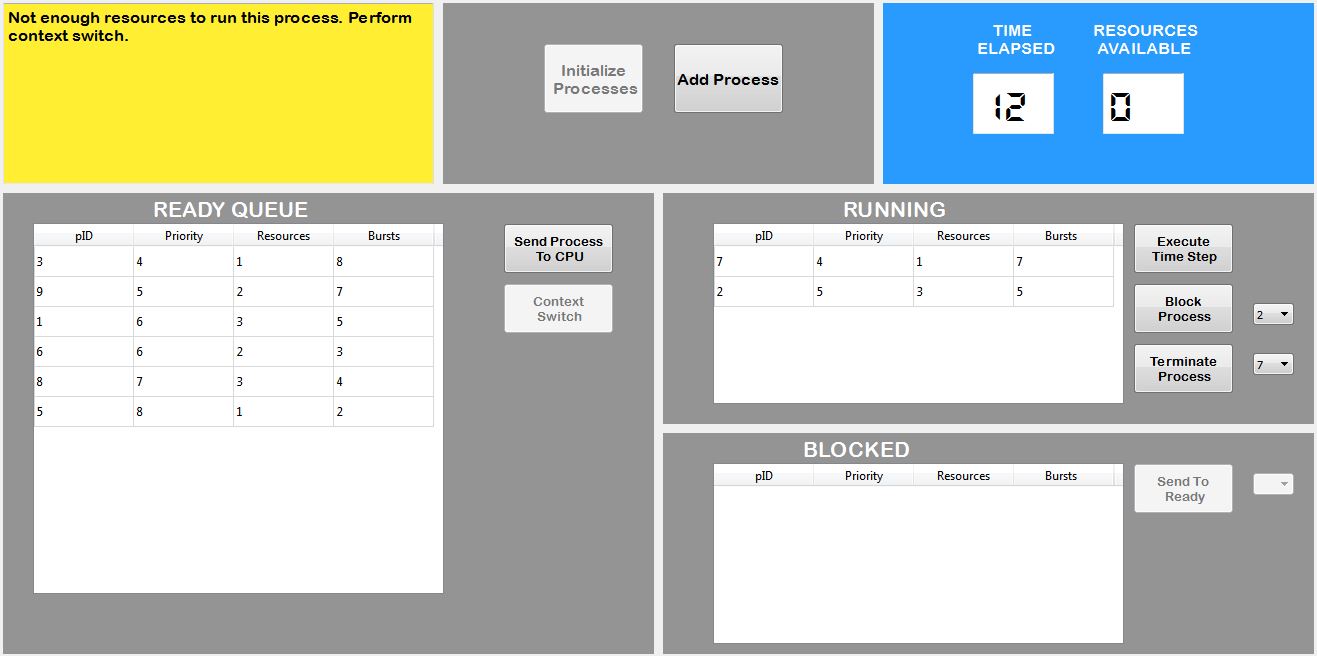 Not enough resources to run this process. Perform
context switch.
Initialize
Processes
Add Process
TIME
ELAPSED
RESOURCES
AVAILABLE
12
0
READY QUEUE
pID Priority Resources Bursts
3 4 1 8
9 5 2 7
1 6 3 5
6 6 2 3
8 7 3 4
5 8 1 2
Send Process
To CPU
Context
Switch
RUNNING
pID Priority Resources Bursts
7 4 1 7
2 5 3 5
Execute
Time Step
Block
Process
2
Terminate
Process
7
BLOCKED
pID Priority Resources Bursts
Send To
Ready